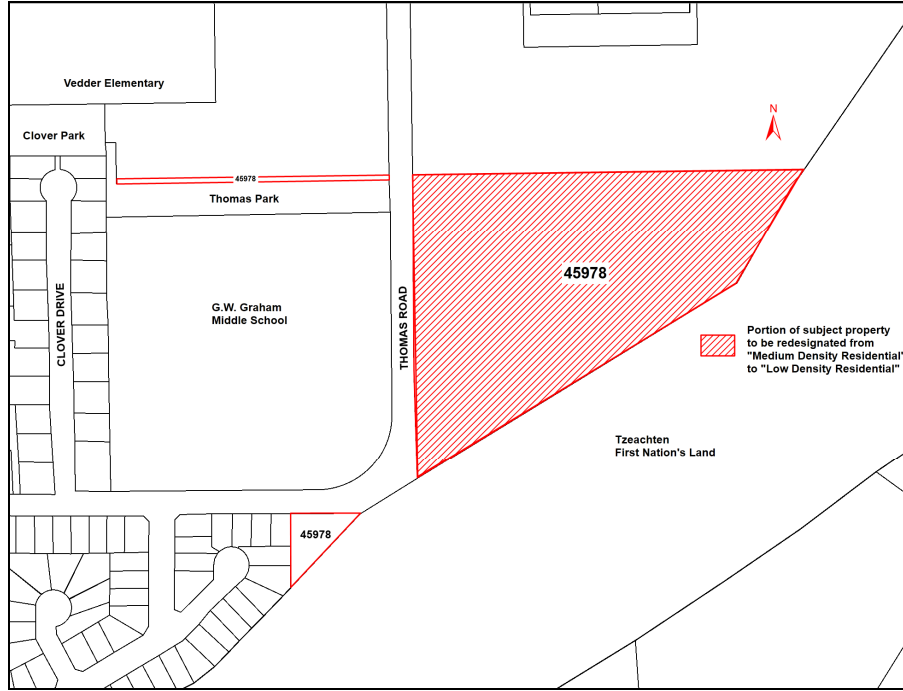 Vedder Elementary
N
Clover Park
45978
Thomas Park
45978
G.W. Graham
Middle School
CLOVER DRIVE
THOMAS ROAD
Portion of subject property
to be redesignated from
"Medium Density Residential"
to "Low Density Residential"
Tzeachten
First Nation's Land
45978